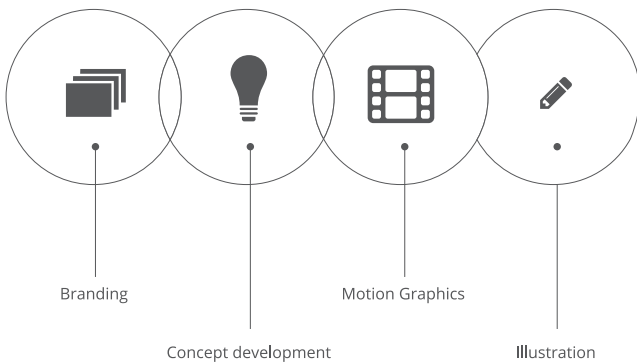 Branding
Motion Graphics
Concept development
Illustration